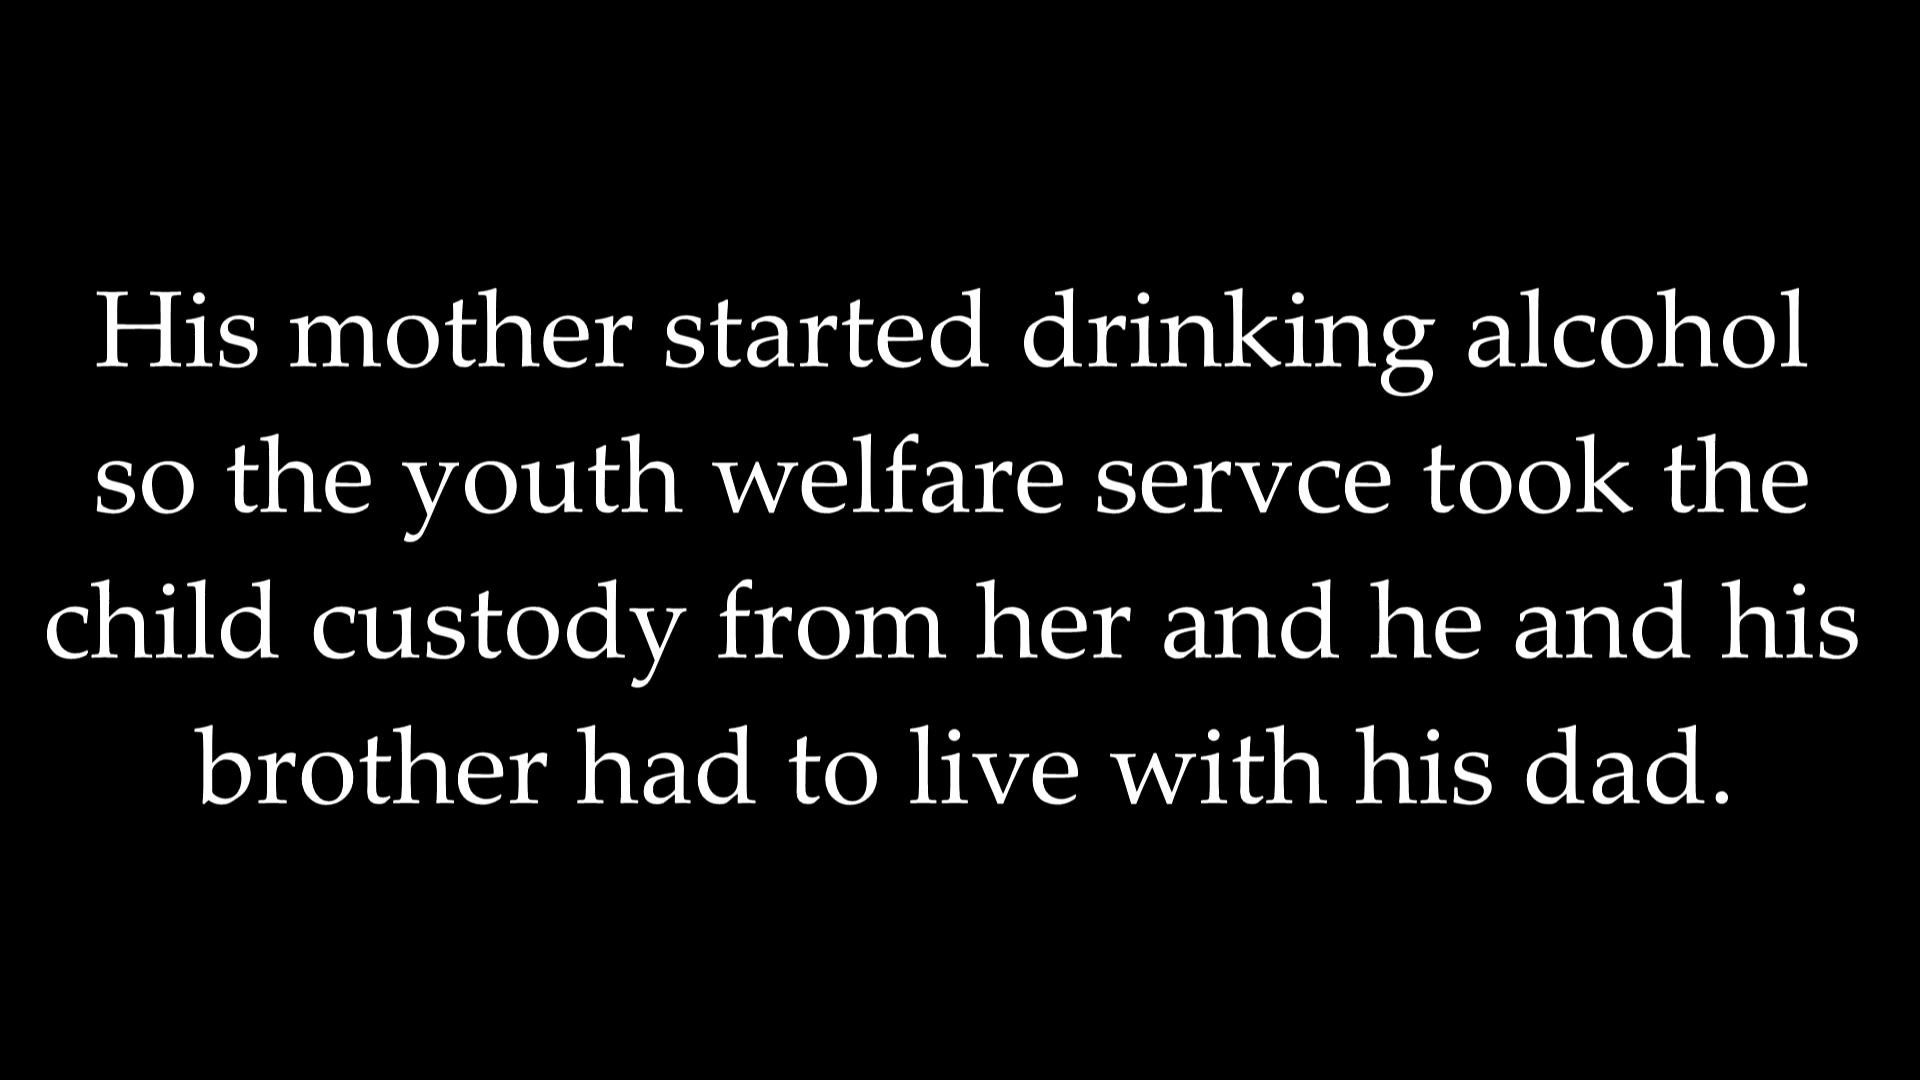 His mother started drinking alcohol
so the youth welfare servce took the
child custody from her and he and his
brother had to live with his dad.